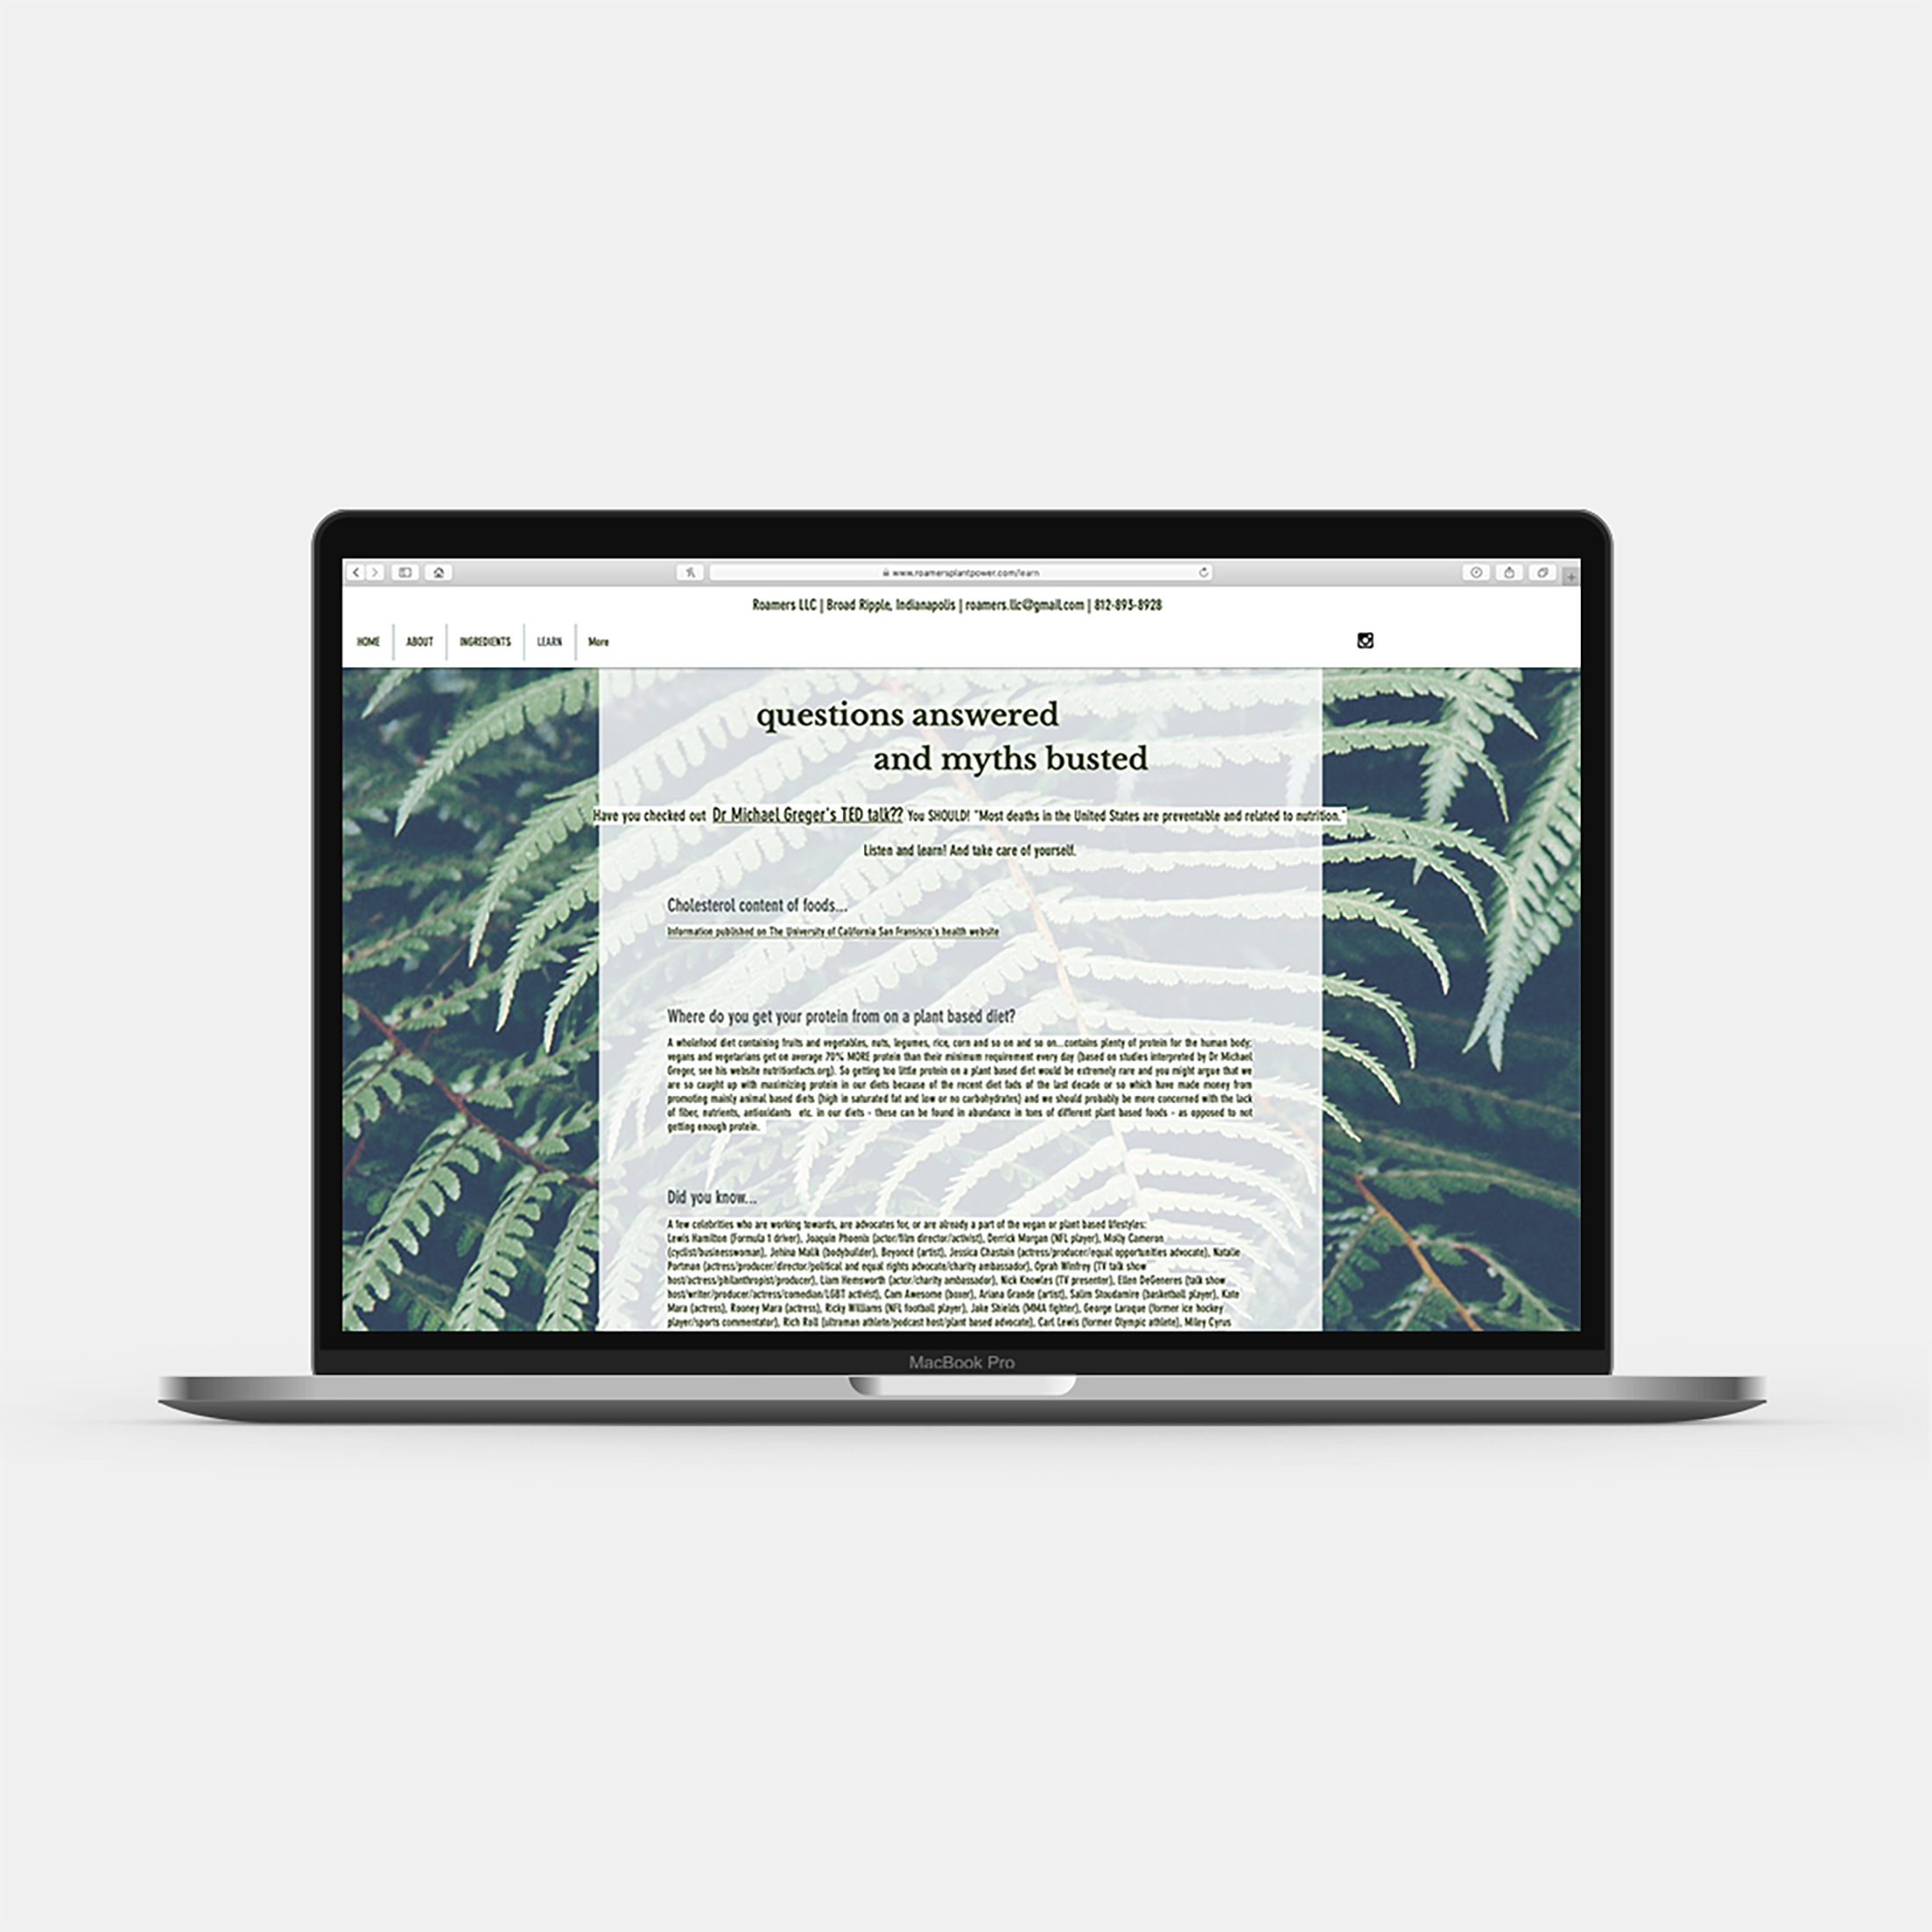 www.roamersplantpower.com/learn
Roamers LLC | Broad Ripple, Indianapolis | roamers.llc@gmail.com | 812-893-8928
HOME ABOUT INGREDIENTS LEARN More
questions answered
and myths busted
Have you checked out Dr Michael Greger's TED talk?? You SHOULD! "Most deaths in the United States are preventable and related to nutrition."
Listen and learn! And take care of yourself.
Cholesterol content of foods...
Information published on The University of California San Fransisco's health website
Where do you get your protein from on a plant based diet?
A wholefood diet containing fruits and vegetables, nuts, legumes, rice, corn and so on and so on...contains plenty of protein for the human body;
vegans and vegetarians get on average 70% MORE protein than their minimum requirement every day (based on studies interpreted by Dr Michael
Greger, see his website nutritionfacts.org). So getting too little protein on a plant based diet would be extremely rare and you might argue that we
are so caught up with maximizing protein in our diets because of the recent diet fads of the last decade or so which have made money from
promoting mainly animal based diets (high in saturated fat and low or no carbohydrates) and we should probably be more concerned with the lack
of fiber, nutrients, antioxidants etc. in our diets - these can be found in abundance in tons of different plant based foods - as opposed to not
getting enough protein.
Did you know...
A few celebrities who are working towards, are advocates for, or are already a part of the vegan or plant based lifestyles:
Lewis Hamilton (Formula 1 driver), Joaquin Phoenix (actor/film director/activist), Derrick Morgan (NFL player), Molly Cameron
(cyclist/businesswoman), Jehina Malik (bodybuilder), Beyoncé (artist), Jessica Chastain (actress/producer/equal opportunities advocate), Natalie
Portman (actress/producer/director/political and equal rights advocate/charity ambassador), Oprah Winfrey (TV talk show
host/actress/philanthropist/producer), Liam Hemsworth (actor/charity ambassador), Nick Knowles (TV presenter), Ellen DeGeneres (talk show
host/writer/producer/actress/comedian/LGBT activist), Cam Awesome (boxer), Ariana Grande (artist), Salim Stoudamire (basketball player), Kate
Mara (actress), Rooney Mara (actress), Ricky Williams (NFL football player), Jake Shields (MMA fighter), George Laraque (former ice hockey
player/sports commentator), Rich Roll (ultraman athlete/podcast host/plant based advocate), Carl Lewis (former Olympic athlete), Miley Cyrus
MacBook Pro